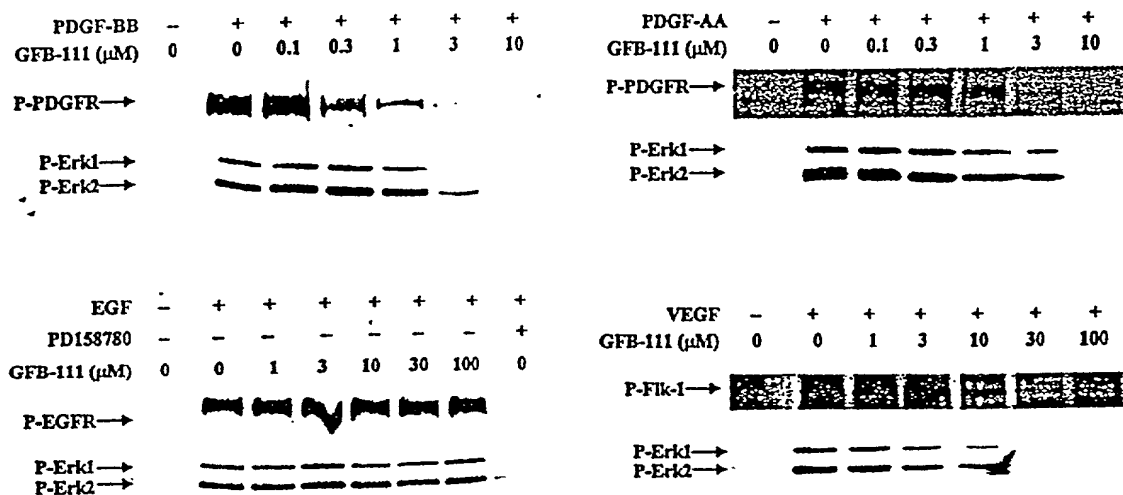 PDGF-BB – + + + + + +
GFB-111 (µM) 0 0 0.1 0.3 1 3 10
P-PDGFR→
P-Erk1→
P-Erk2→
PDGF-AA – + + + + + +
GFB-111 (µM) 0 0 0.1 0.3 1 3 10
P-PDGFR→
P-Erk1→
P-Erk2→
EGF – + + + + + + +
PD158780 – – – – – – – +
GFB-111 (µM) 0 0 1 3 10 30 100 0
P-EGFR→
P-Erk1→
P-Erk2→
VEGF – + + + + + +
GFB-111 (µM) 0 0 1 3 10 30 100
P-Flk-1→
P-Erk1→
P-Erk2→